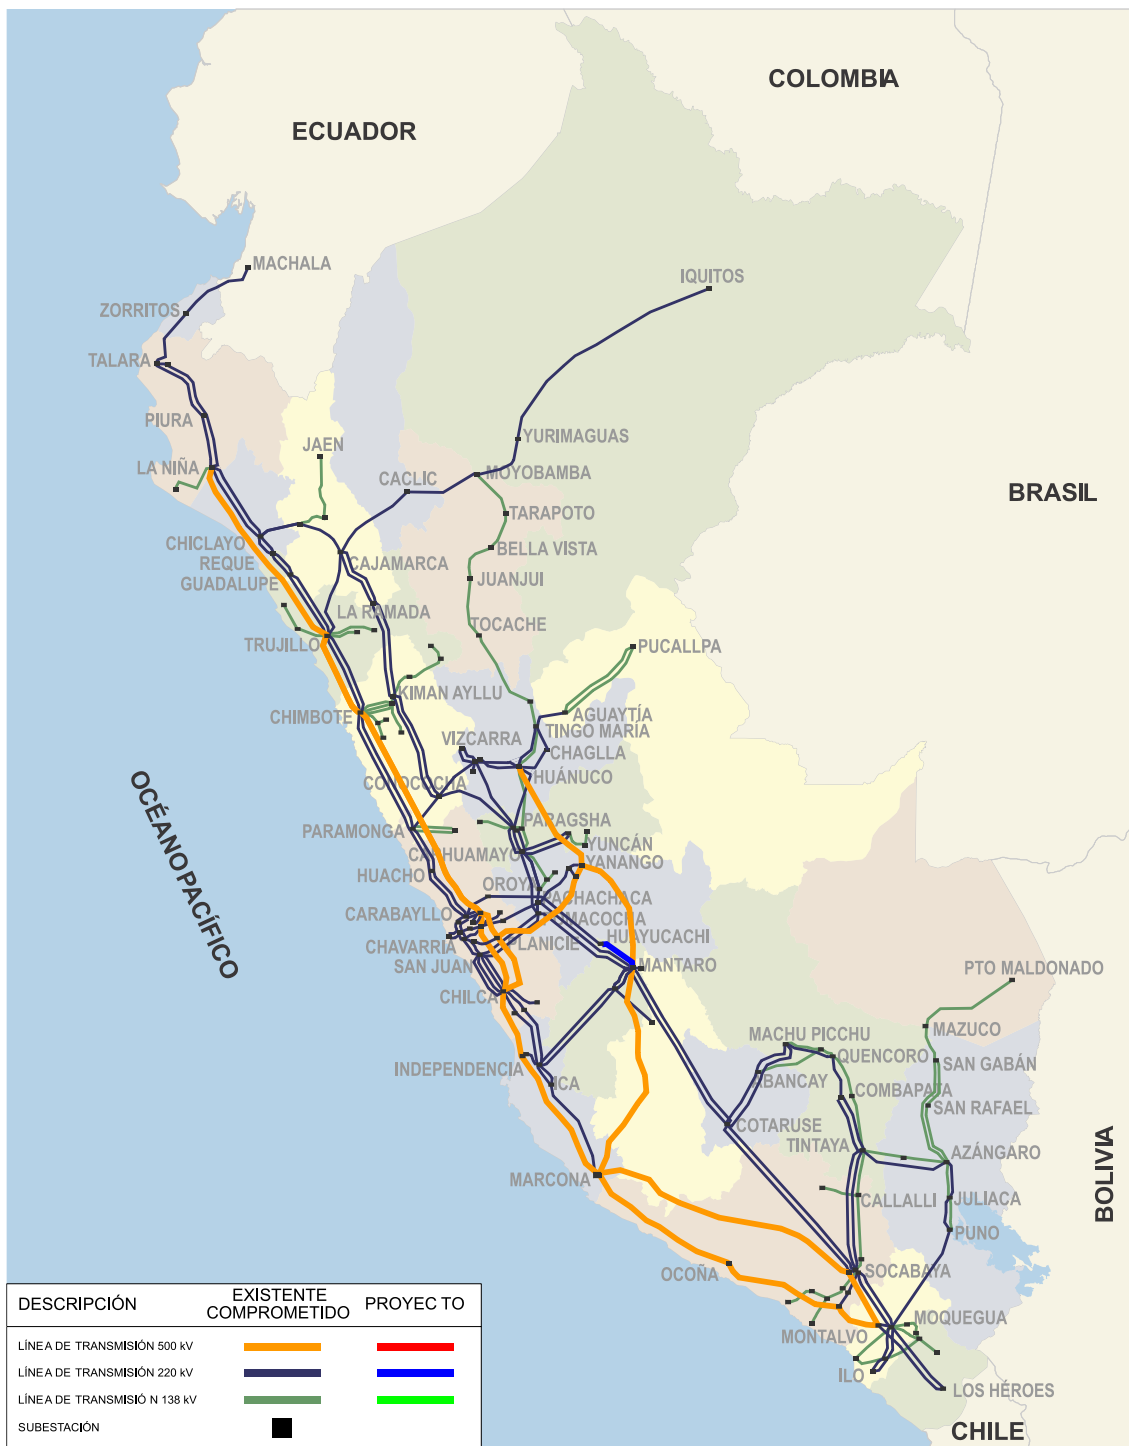 COLOMBIA
ECUADOR
MACHALA
IQUITOS
ZORRITOS
TALARA
PIURA
YURIMAGUAS
JAEN
LA NIÑA
MOYOBAMBA
CACLIC
BRASIL
TARAPOTO
CHICLAYO
BELLA VISTA
REQUE
CAJAMARCA
GUADALUPE
JUANJUI
LA RAMADA
TOCACHE
TRUJILLO
PUCALLPA
KIMAN AYLLU
CHIMBOTE
AGUAYTÍA
TINGO MARÍA
VIZCARRA
CHAGLLA
HUÁNUCO
CONOCOCHA
OCÉANO PACÍFICO
PARAGSHA
PARAMONGA
YUNCÁN
CARHUAMAYO
YANANGO
HUACHO
OROYA
PACHACHACA
CARABAYLLO
POMACOCHA
CHAVARRIA
PLANICIE
HUAYUCACHI
SAN JUAN
MANTARO
PTO MALDONADO
CHILCA
MAZUCO
MACHU PICCHU
QUENCORO
SAN GABÁN
INDEPENDENCIA
ABANCAY
ICA
COMBAPATA
SAN RAFAEL
COTARUSE
TINTAYA
AZÁNGARO
BOLIVIA
MARCONA
CALLALLI
JULIACA
PUNO
OCOÑA
SOCABAYA
MOQUEGUA
MONTALVO
ILO
LOS HÉROES
CHILE
DESCRIPCIÓN EXISTENTE COMPROMETIDO PROYEC TO
LÍNEA DE TRANSMISIÓN 500 kV
LÍNEA DE TRANSMISIÓN 220 kV
LÍNEA DE TRANSMISIÓ N 138 kV
SUBESTACIÓN